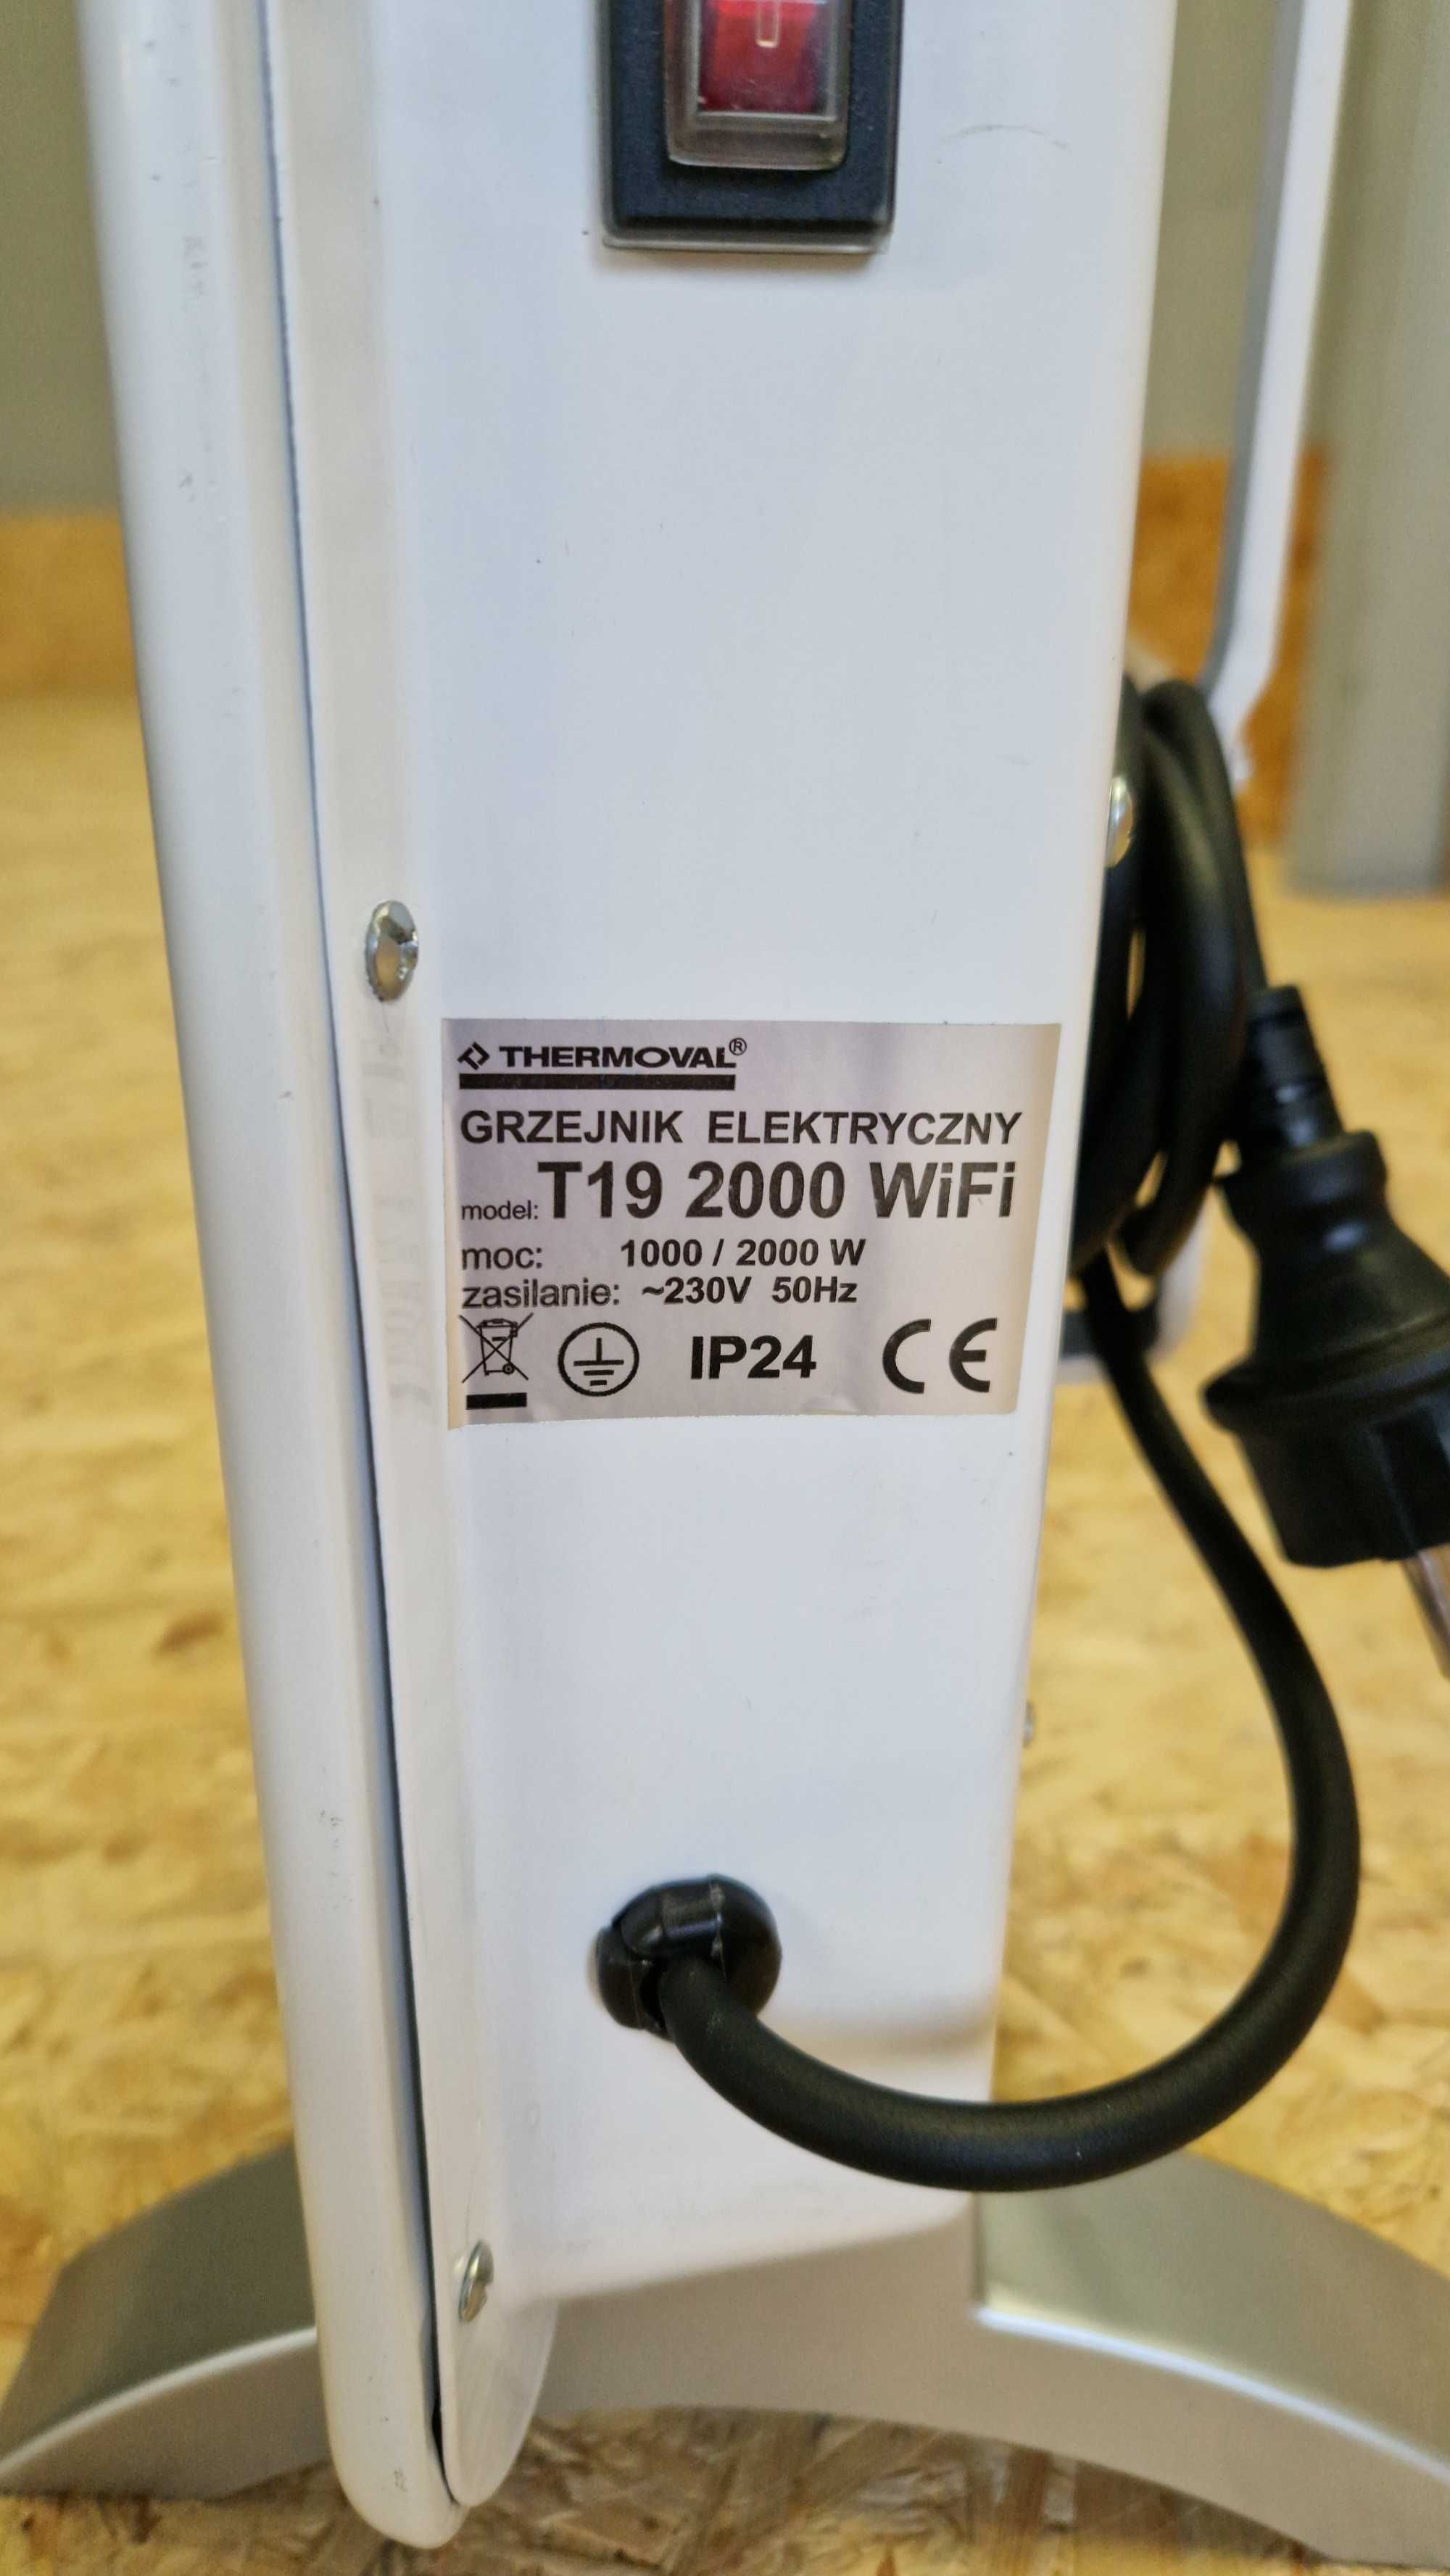 THERMOVAL®
GRZEJNIK ELEKTRYCZNY
model: T19 2000 WiFi
moc: 1000 / 2000 W
zasilanie: ~230V 50Hz
IP24 CE